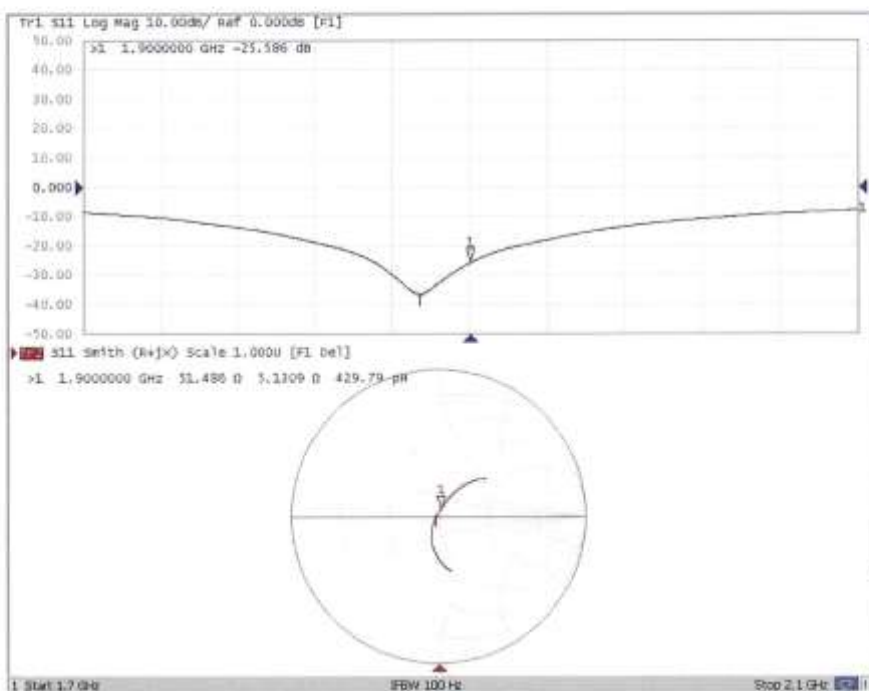 Tr1 S11 Log Mag 10.00dB/ Ref 0.000dB [F1]
50.00
>1 1.9000000 GHz -25.586 dB
40.00
30.00
20.00
10.00
0.000
-10.00
1
1
-20.00
-30.00
-40.00
-50.00
Tr2 S11 Smith (R+jX) Scale 1.000U [F1 Del]
>1 1.9000000 GHz 51.486 Ω 5.1309 Ω 429.79 pH
1
1 Start 1.7 GHz IFBW 100 Hz Stop 2.1 GHz